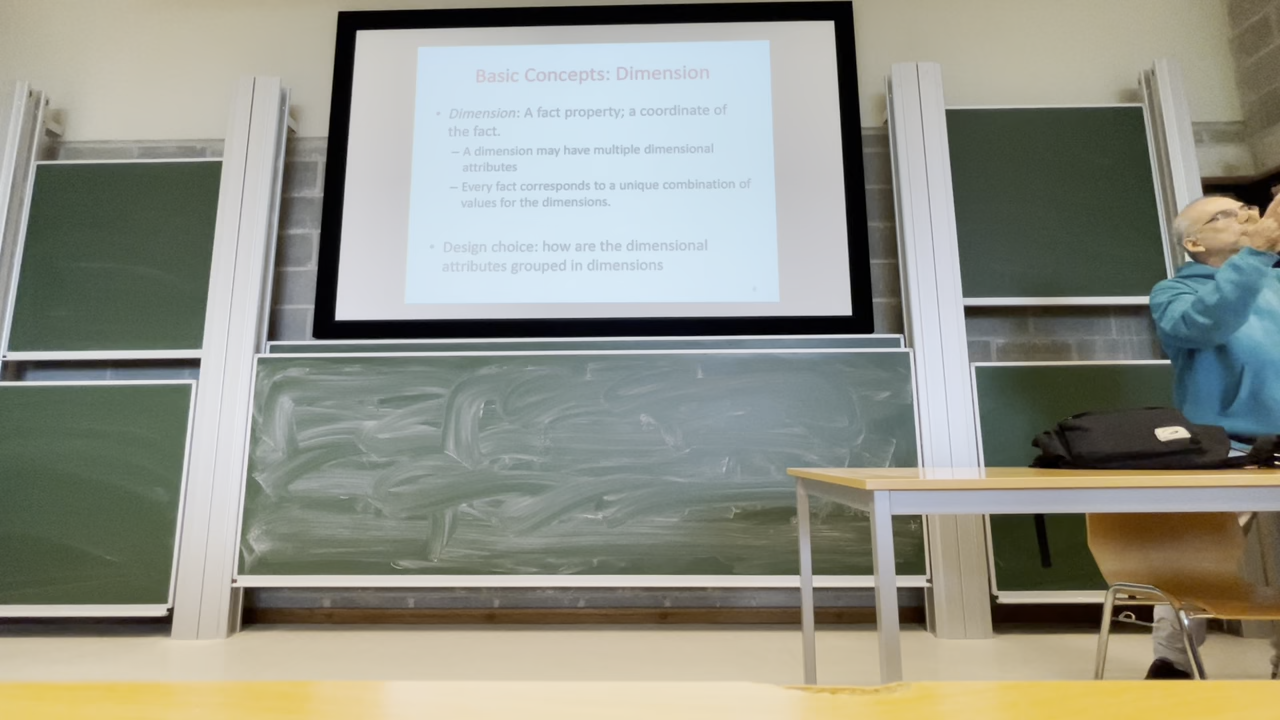 Basic Concepts: Dimension
• Dimension: A fact property; a coordinate of
the fact.
– A dimension may have multiple dimensional
attributes
– Every fact corresponds to a unique combination of
values for the dimensions.
• Design choice: how are the dimensional
attributes grouped in dimensions